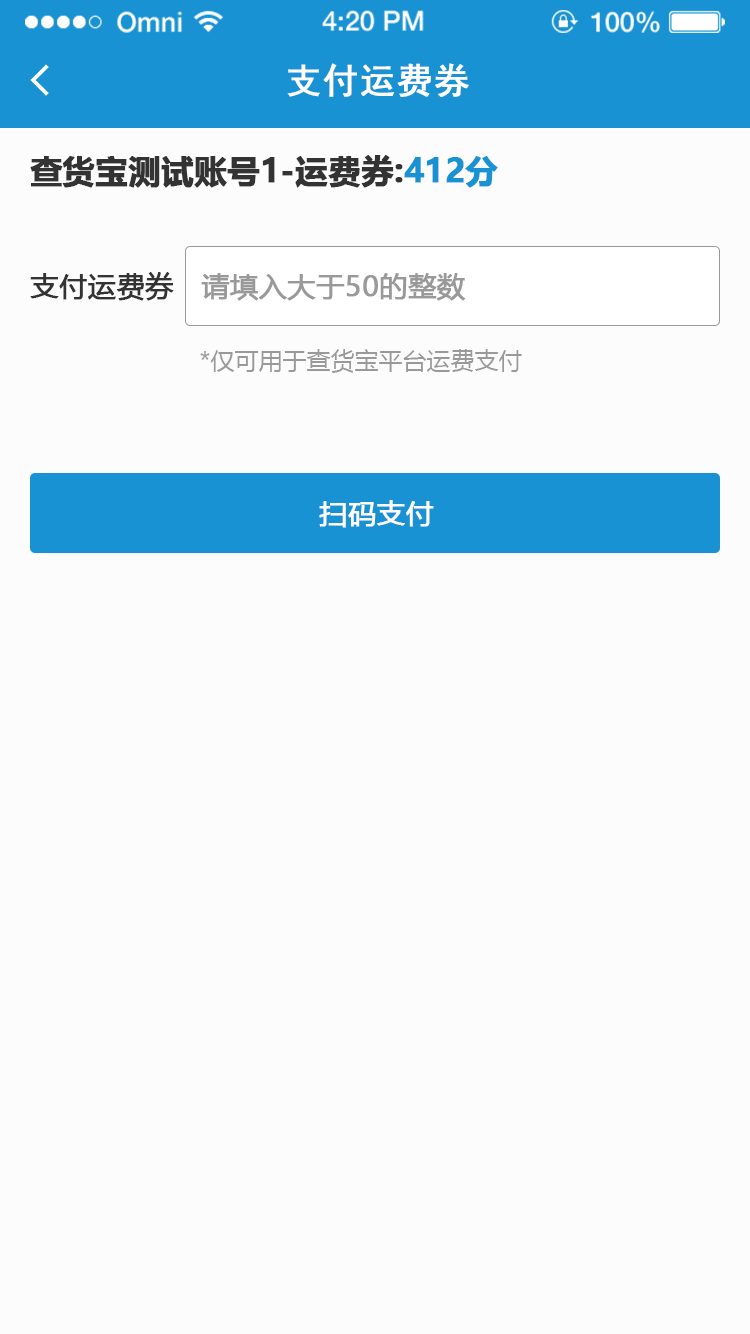 Omni 4:20 PM 100%
支付运费券
查货宝测试账号1-运费券:412分
支付运费券 请填入大于50的整数
*仅可用于查货宝平台运费支付
扫码支付